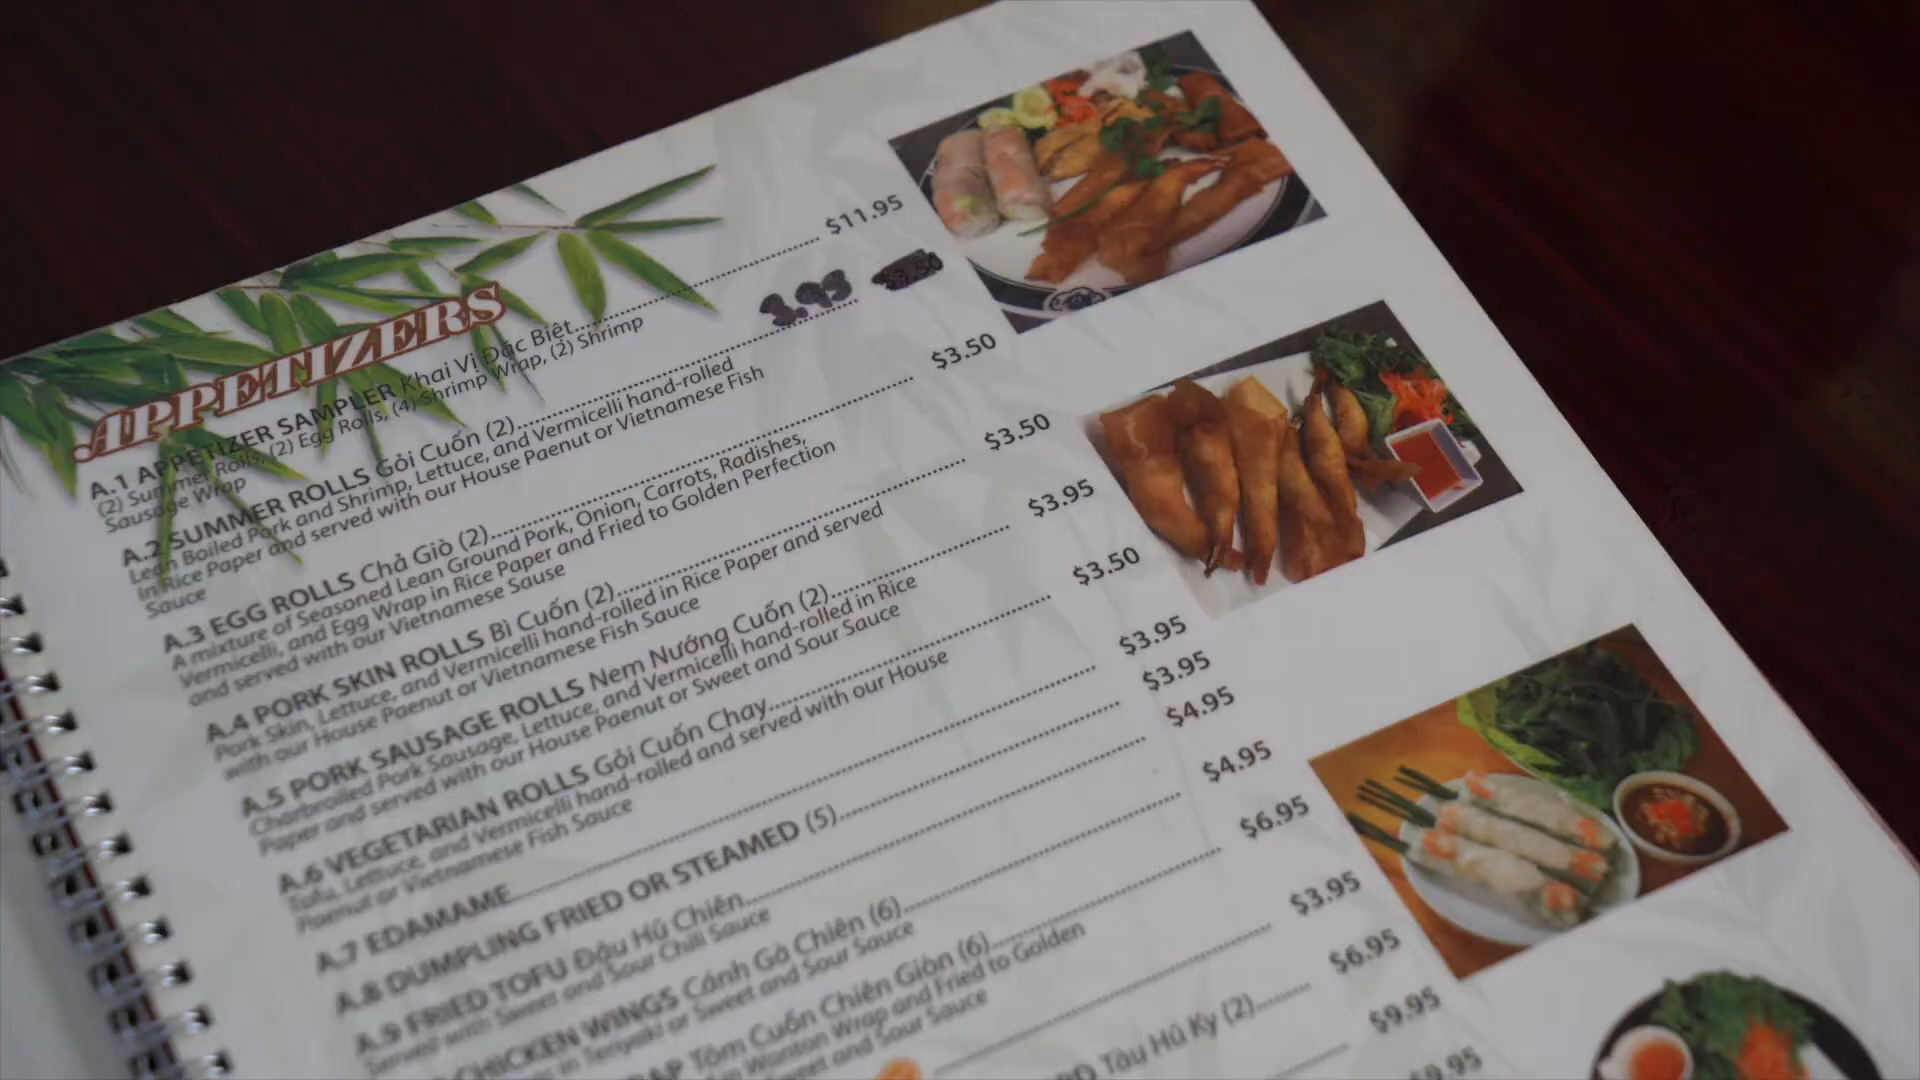 APPETIZERS
A.1 APPETIZER SAMPLER Khai Vị Đặc Biệt.....$11.95
(2) Summer Rolls, (2) Egg Rolls, (4) Shrimp Wrap, (2) Shrimp
Sausage Wrap
A.2 SUMMER ROLLS Gỏi Cuốn (2).....3.95 $3.50
Lean Boiled Pork and Shrimp, Lettuce, and Vermicelli hand-rolled
in Rice Paper and served with our House Paenut or Vietnamese Fish
Sauce
A.3 EGG ROLLS Chả Giò (2).....$3.50
A mixture of Seasoned Lean Ground Pork, Onion, Carrots, Radishes,
Vermicelli, and Egg Wrap in Rice Paper and Fried to Golden Perfection
and served with our Vietnamese Sause
A.4 PORK SKIN ROLLS Bì Cuốn (2).....$3.50
Pork Skin, Lettuce, and Vermicelli hand-rolled in Rice Paper and served
with our House Paenut or Vietnamese Fish Sauce
A.5 PORK SAUSAGE ROLLS Nem Nướng Cuốn (2).....$3.95
Charbroiled Pork Sausage, Lettuce, and Vermicelli hand-rolled in Rice
Paper and served with our House Paenut or Sweet and Sour Sauce
A.6 VEGETARIAN ROLLS Gỏi Cuốn Chay.....$3.50
Tofu, Lettuce, and Vermicelli hand-rolled and served with our House
Paenut or Vietnamese Fish Sauce
A.7 EDAMAME.....$3.95
A.8 DUMPLING FRIED OR STEAMED (5).....$3.95
A.9 FRIED TOFU Đậu Hũ Chiên.....$4.95
Served with Sweet and Sour Chili Sauce
CHICKEN WINGS Cánh Gà Chiên (6).....$4.95
in Teriyaki or Sweet and Sour Sauce
Tôm Cuốn Chiên Giòn (6).....$6.95
Wontan Wrap and Fried to Golden
Sweet and Sour Sauce
$3.95
Tàu Hủ Ky (2).....$6.95
$9.95
$9.95